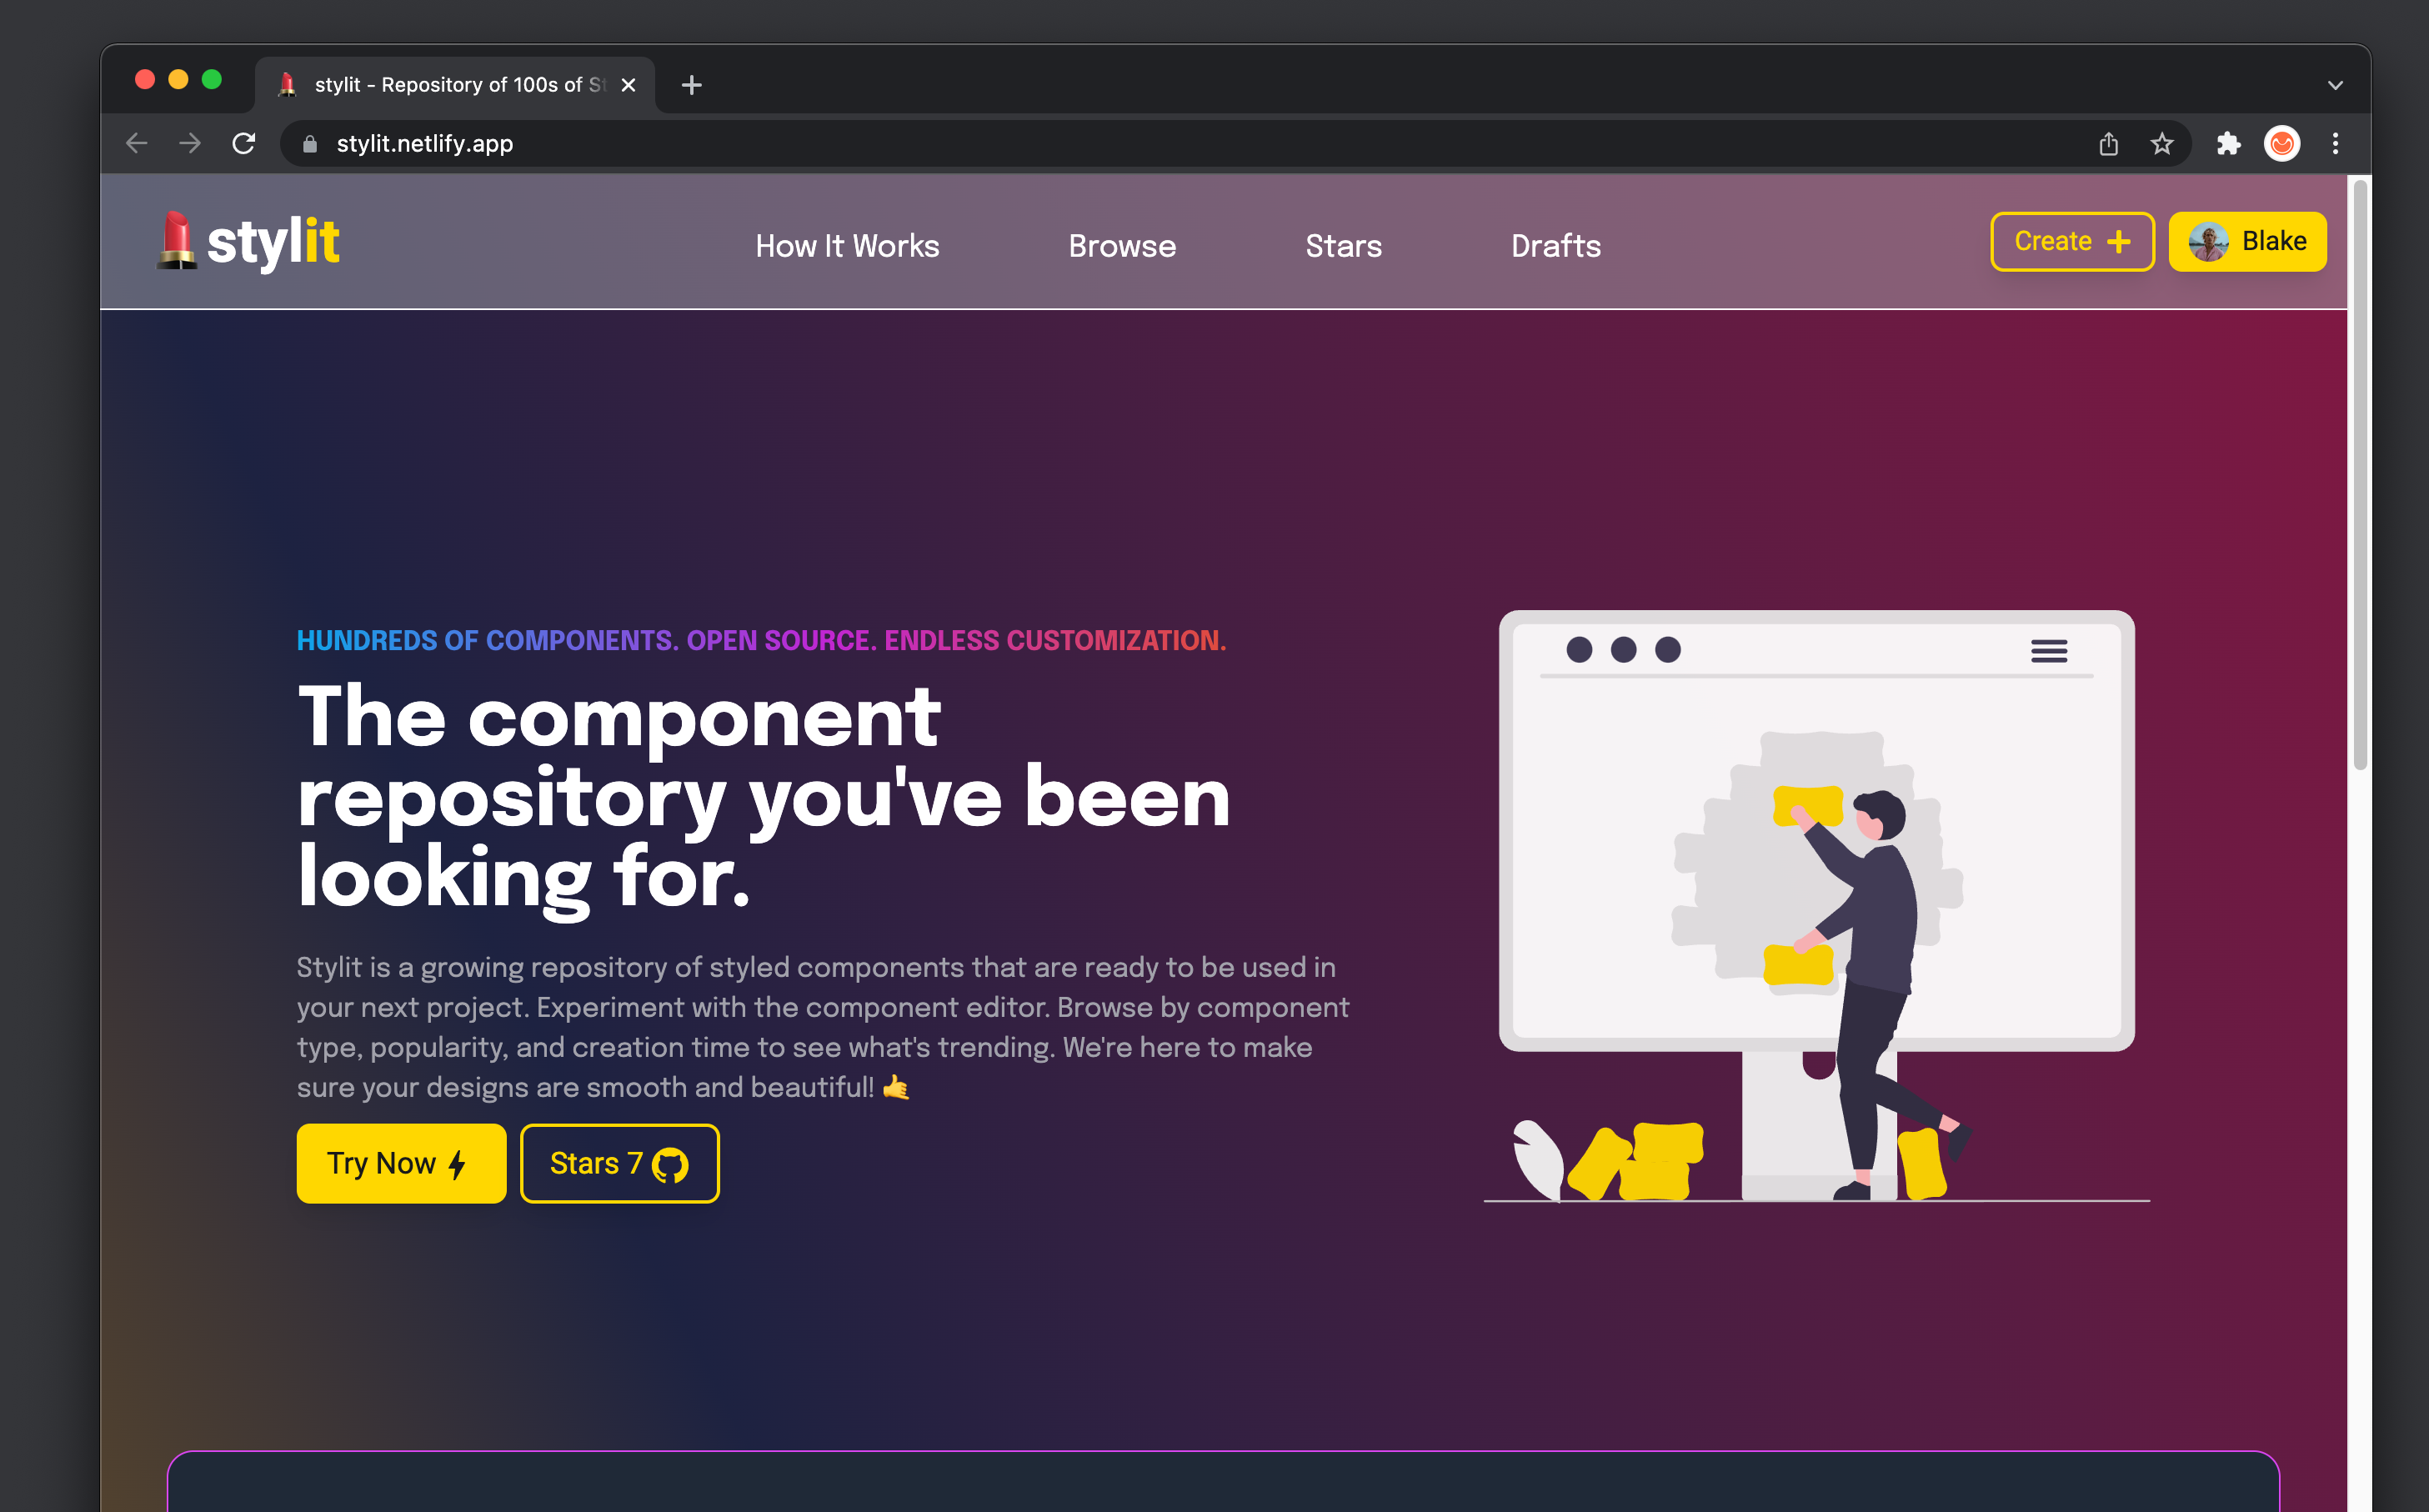 stylit - Repository of 100s of St
stylit.netlify.app
stylit
How It Works
Browse
Stars
Drafts
Create
Blake
HUNDREDS OF COMPONENTS. OPEN SOURCE. ENDLESS CUSTOMIZATION.
The component
repository you've been
looking for.
Stylit is a growing repository of styled components that are ready to be used in
your next project. Experiment with the component editor. Browse by component
type, popularity, and creation time to see what's trending. We're here to make
sure your designs are smooth and beautiful! 🤙
Try Now
Stars 7